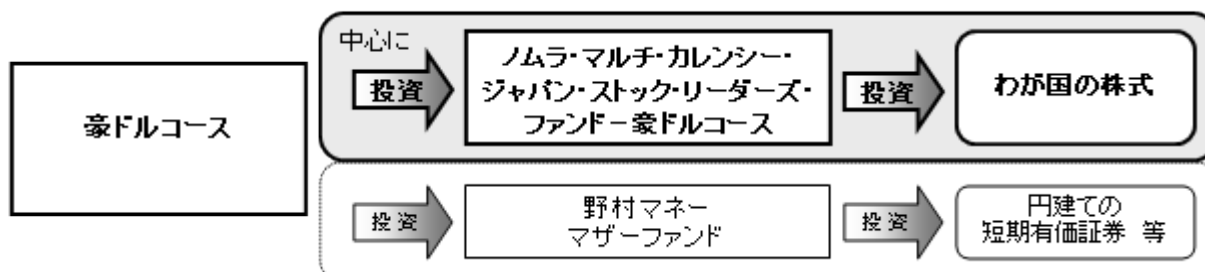 豪ドルコース
中心に
投資
ノムラ・マルチ・カレンシー・
ジャパン・ストック・リーダーズ・
ファンド－豪ドルコース
投資
わが国の株式
投資
野村マネー
マザーファンド
投資
円建ての
短期有価証券 等